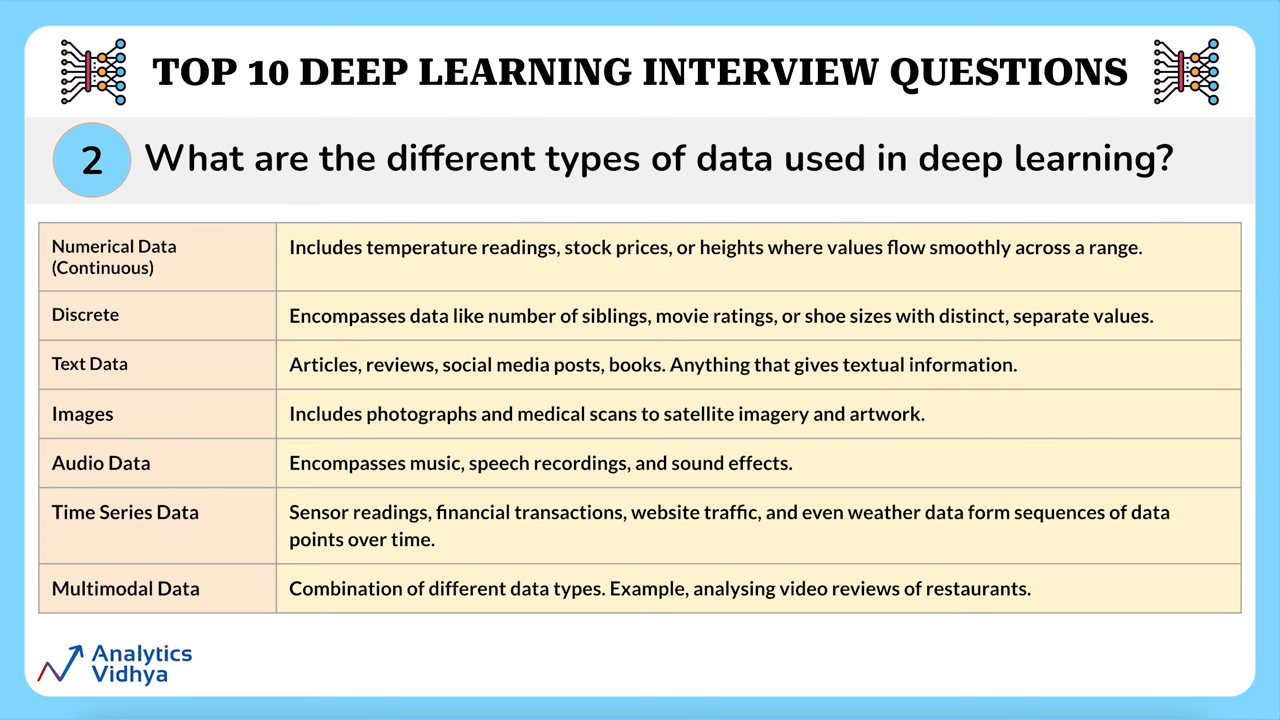 TOP 10 DEEP LEARNING INTERVIEW QUESTIONS
2 What are the different types of data used in deep learning?
Numerical Data
(Continuous)
Includes temperature readings, stock prices, or heights where values flow smoothly across a range.
Discrete
Encompasses data like number of siblings, movie ratings, or shoe sizes with distinct, separate values.
Text Data
Articles, reviews, social media posts, books. Anything that gives textual information.
Images
Includes photographs and medical scans to satellite imagery and artwork.
Audio Data
Encompasses music, speech recordings, and sound effects.
Time Series Data
Sensor readings, financial transactions, website traffic, and even weather data form sequences of data
points over time.
Multimodal Data
Combination of different data types. Example, analysing video reviews of restaurants.
Analytics
Vidhya